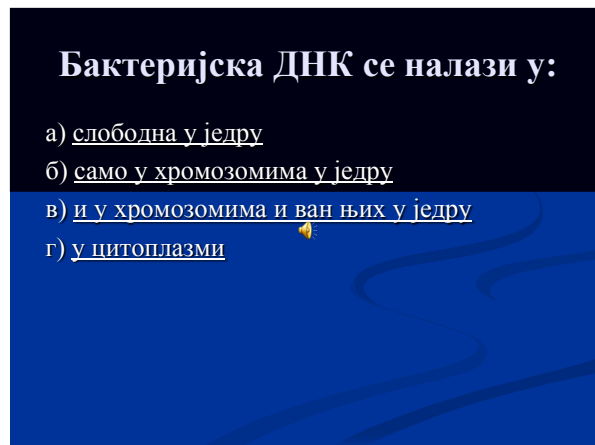 Бактеријска ДНК се налази у:
а) слободна у једру
б) само у хромозомима у једру
в) и у хромозомима и ван њих у једру
г) у цитоплазми